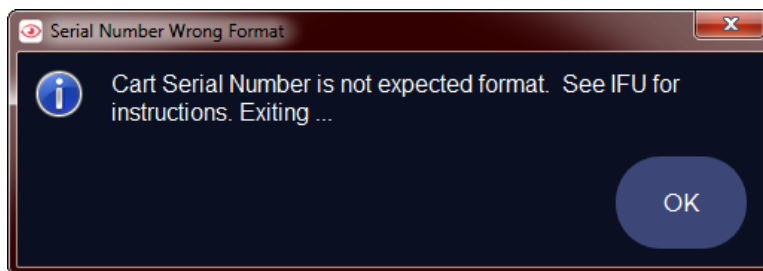 Serial Number Wrong Format
Cart Serial Number is not expected format.  See IFU for
instructions. Exiting ...
OK